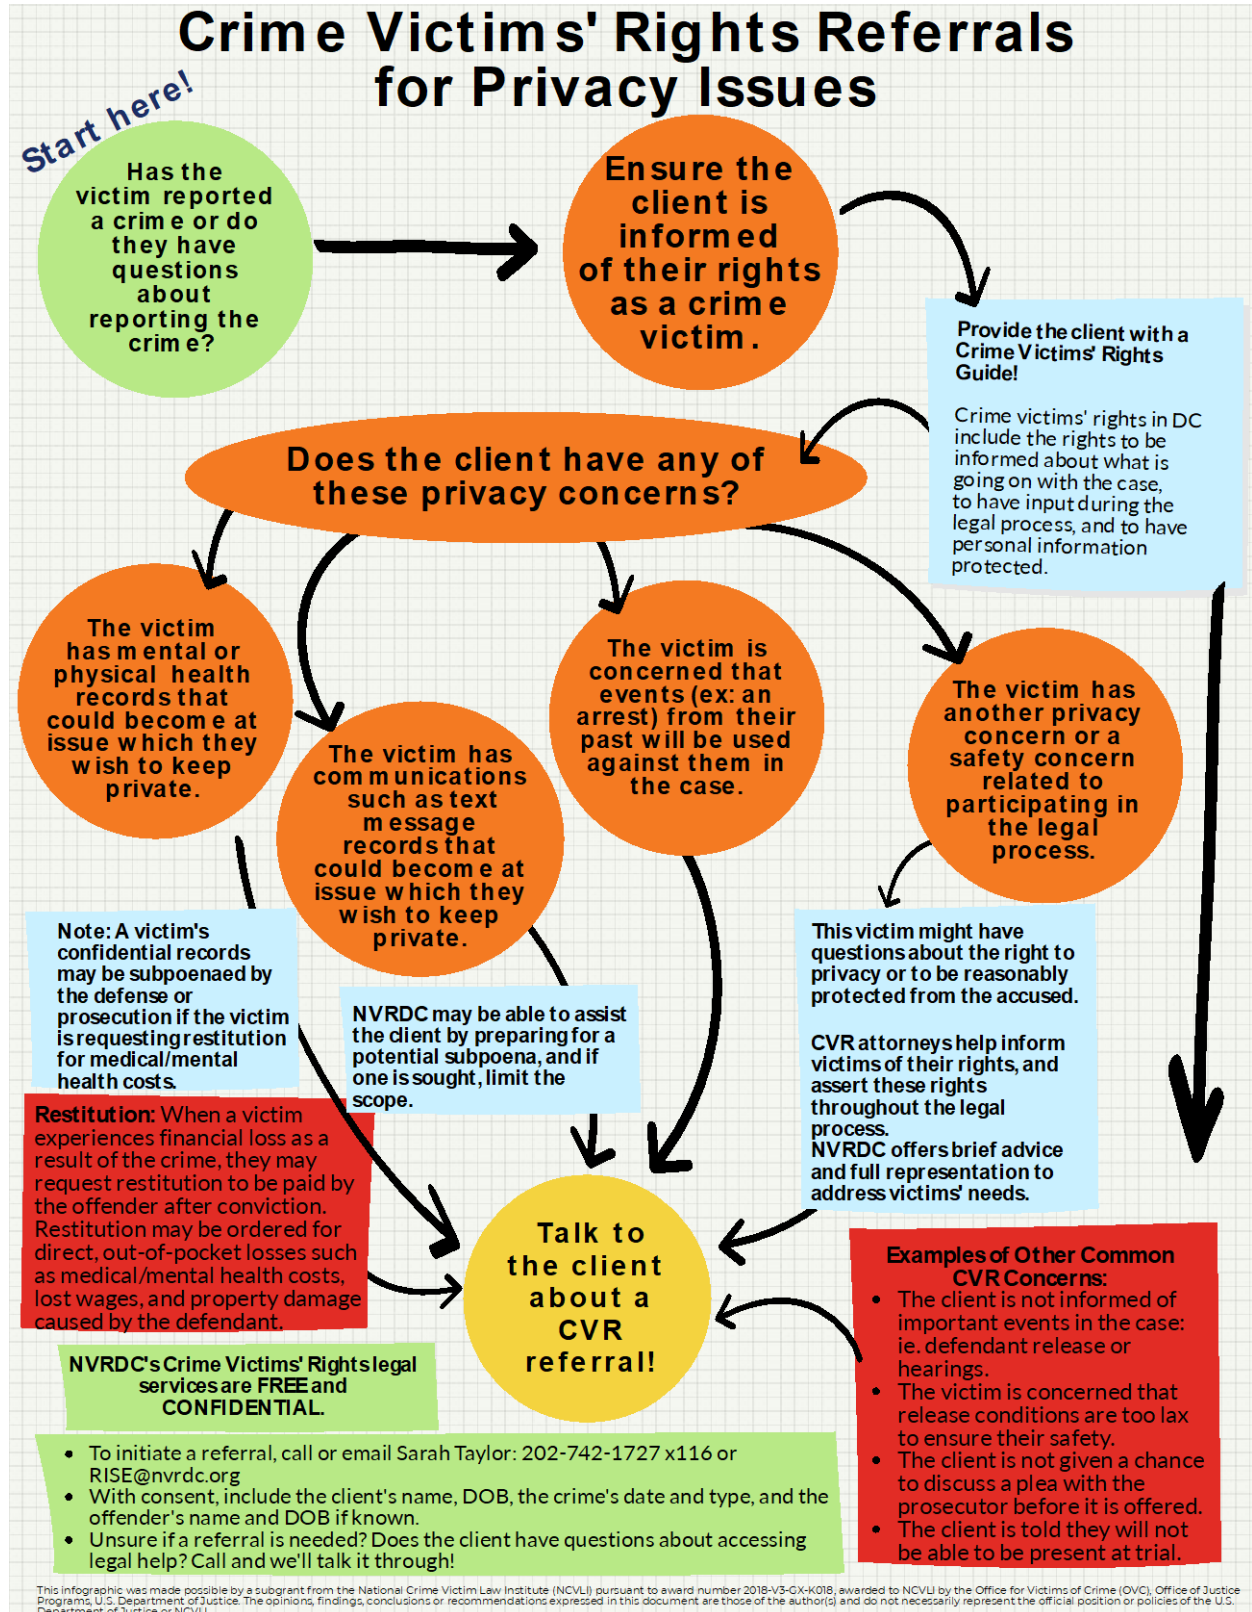 Crime Victims' Rights Referrals
for Privacy Issues
Start here!
Has the
victim reported
a crime or do
they have
questions
about
reporting the
crime?
Ensure the
client is
informed
of their rights
as a crime
victim.
Provide the client with a
Crime Victims' Rights
Guide!
Crime victims' rights in DC
include the rights to be
informed about what is
going on with the case,
to have input during the
legal process, and to have
personal information
protected.
Does the client have any of
these privacy concerns?
The victim
has mental or
physical health
records that
could become at
issue which they
wish to keep
private.
The victim has
communications
such as text
message
records that
could become at
issue which they
wish to keep
private.
The victim is
concerned that
events (ex: an
arrest) from their
past will be used
against them in
the case.
The victim has
another privacy
concern or a
safety concern
related to
participating in
the legal
process.
Note: A victim's
confidential records
may be subpoenaed by
the defense or
prosecution if the victim
is requesting restitution
for medical/mental
health costs.
NVRDC may be able to assist
the client by preparing for a
potential subpoena, and if
one is sought, limit the
scope.
This victim might have
questions about the right to
privacy or to be reasonably
protected from the accused.
CVR attorneys help inform
victims of their rights, and
assert these rights
throughout the legal
process.
NVRDC offers brief advice
and full representation to
address victims' needs.
Restitution: When a victim
experiences financial loss as a
result of the crime, they may
request restitution to be paid by
the offender after conviction.
Restitution may be ordered for
direct, out-of-pocket losses such
as medical/mental health costs,
lost wages, and property damage
caused by the defendant.
Talk to
the client
about a
CVR
referral!
Examples of Other Common
CVR Concerns:
• The client is not informed of
important events in the case:
ie. defendant release or
hearings.
• The victim is concerned that
release conditions are too lax
to ensure their safety.
• The client is not given a chance
to discuss a plea with the
prosecutor before it is offered.
• The client is told they will not
be able to be present at trial.
NVRDC's Crime Victims' Rights legal
services are FREE and
CONFIDENTIAL.
• To initiate a referral, call or email Sarah Taylor: 202-742-1727 x116 or
RISE@nvrdc.org
• With consent, include the client's name, DOB, the crime's date and type, and the
offender's name and DOB if known.
• Unsure if a referral is needed? Does the client have questions about accessing
legal help? Call and we'll talk it through!
This infographic was made possible by a subgrant from the National Crime Victim Law Institute (NCVLI) pursuant to award number 2018-V3-GX-K018, awarded to NCVLI by the Office for Victims of Crime (OVC), Office of Justice
Programs, U.S. Department of Justice. The opinions, findings, conclusions or recommendations expressed in this document are those of the author(s) and do not necessarily represent the official position or policies of the U.S.
Department of Justice or NCVLI.